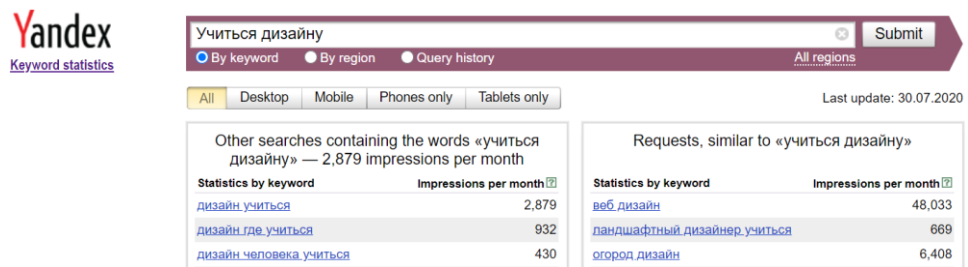 Yandex
Keyword statistics
Учиться дизайну
Submit
By keyword By region Query history All regions
All Desktop Mobile Phones only Tablets only
Last update: 30.07.2020
Other searches containing the words «учиться
дизайну» — 2,879 impressions per month
Statistics by keyword Impressions per month ?
дизайн учиться 2,879
дизайн где учиться 932
дизайн человека учиться 430
Requests, similar to «учиться дизайну»
Statistics by keyword Impressions per month ?
веб дизайн 48,033
ландшафтный дизайнер учиться 669
огород дизайн 6,408